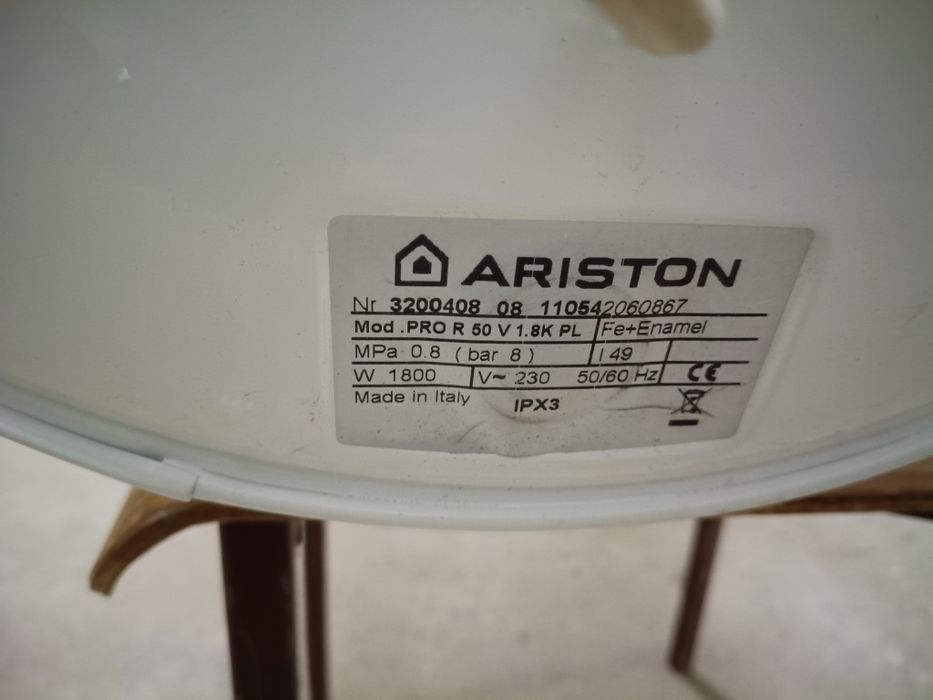 ARISTON
Nr 3200408 08 110542060867
Mod .PRO R 50 V 1.8K PL Fe+Enamel
MPa 0.8 ( bar 8 ) l 49
W 1800 V~ 230 50/60 Hz CE
Made in Italy IPX3